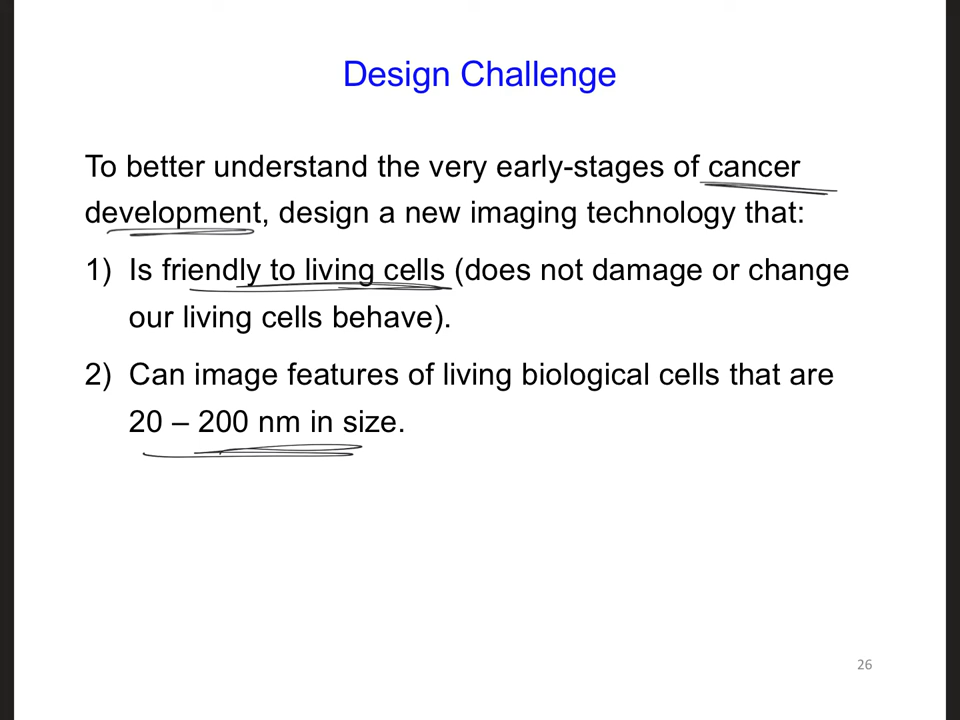 Design Challenge
To better understand the very early-stages of cancer
development, design a new imaging technology that:
1) Is friendly to living cells (does not damage or change
our living cells behave).
2) Can image features of living biological cells that are
20 – 200 nm in size.
26